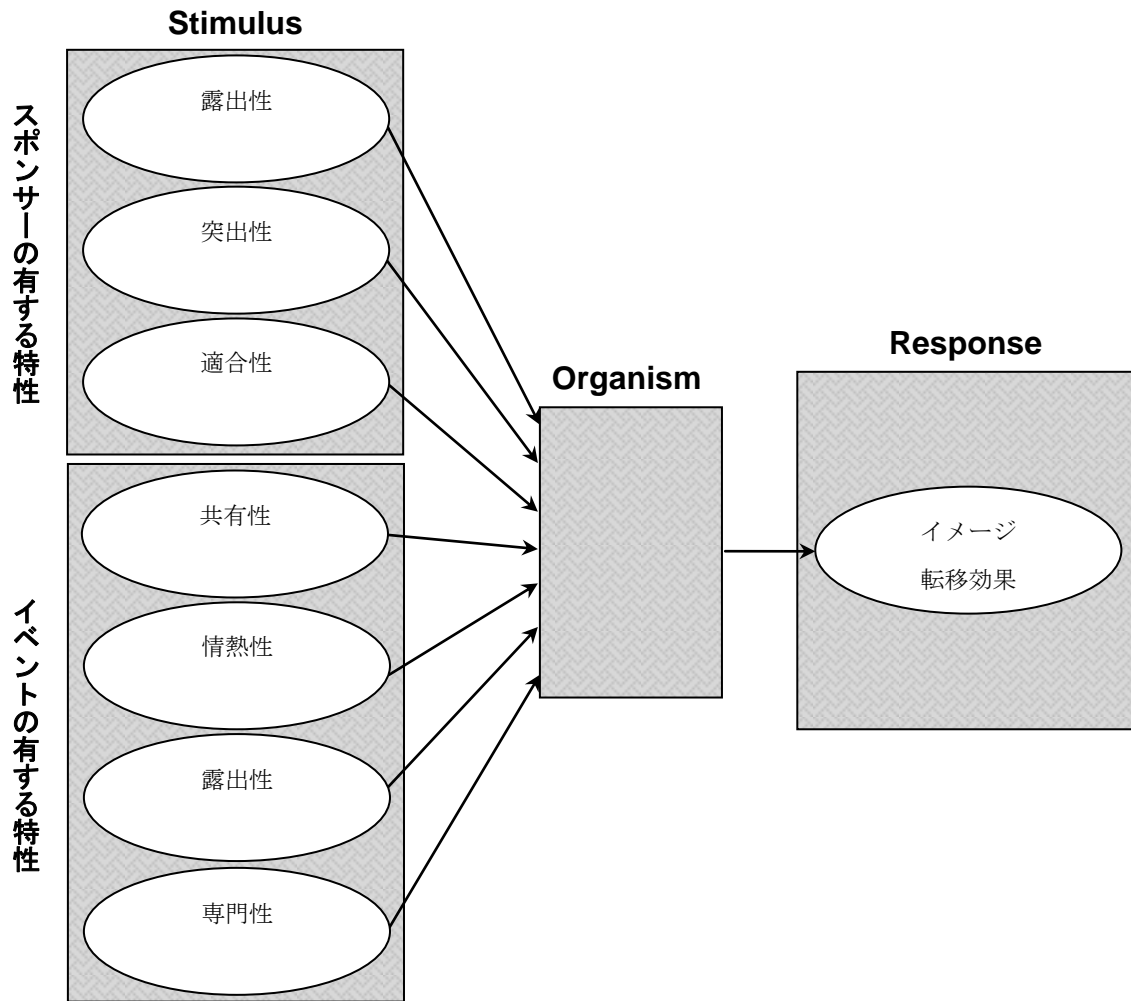 Stimulus
スポンサーの有する特性
露出性
突出性
適合性
イベントの有する特性
共有性
情熱性
露出性
専門性
Organism
Response
イメージ
転移効果